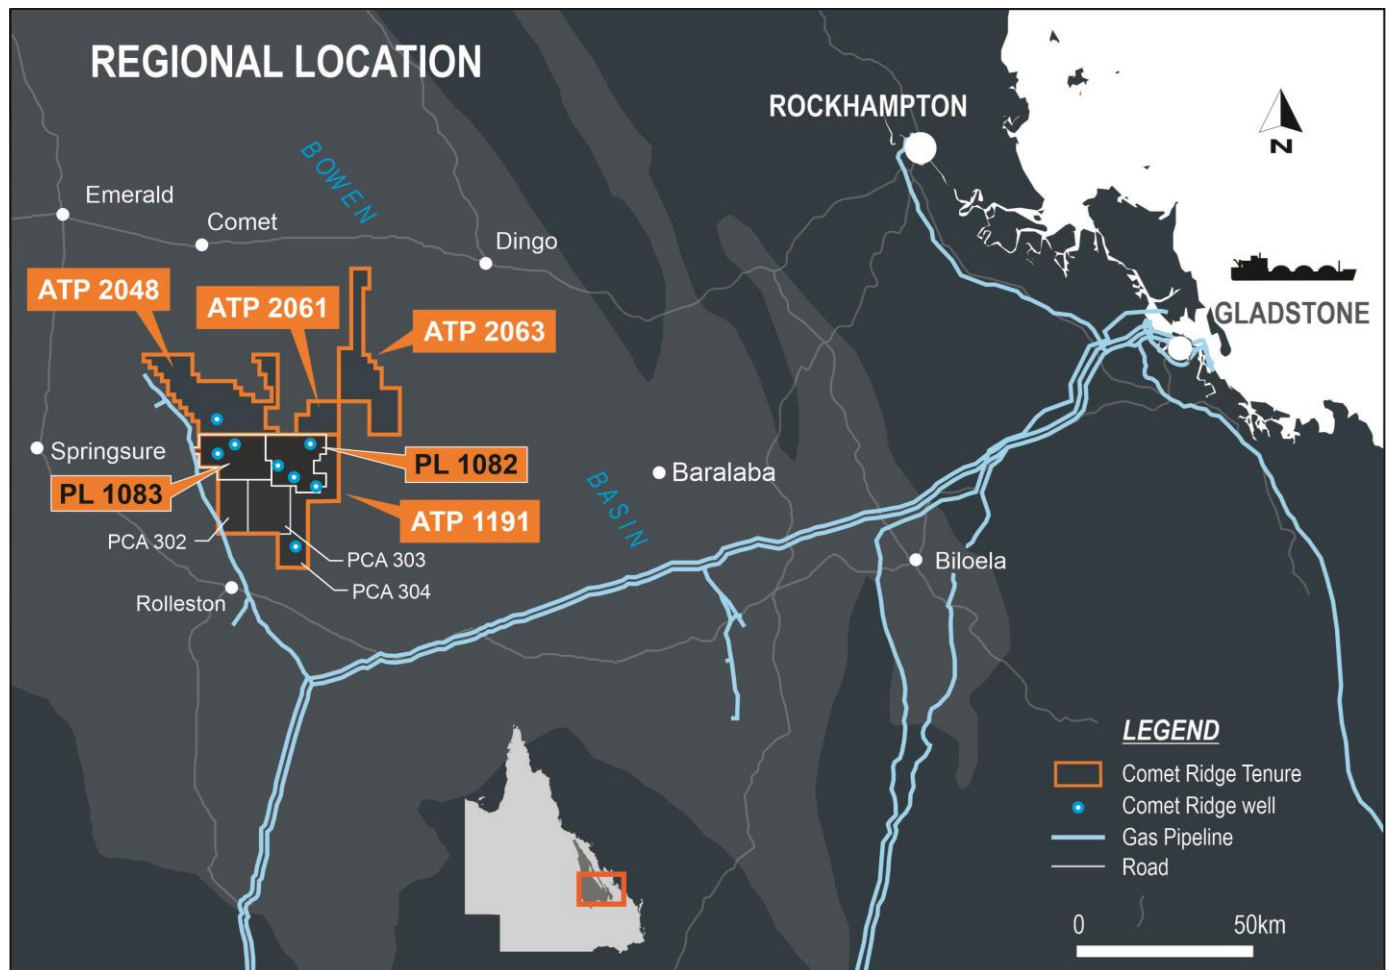 REGIONAL LOCATION
ROCKHAMPTON
N
BOWEN
Emerald
Comet
Dingo
ATP 2048
ATP 2061
ATP 2063
GLADSTONE
Springsure
PL 1082
PL 1083
Baralaba
BASIN
ATP 1191
PCA 302
PCA 303
PCA 304
Biloela
Rolleston
LEGEND
Comet Ridge Tenure
Comet Ridge well
Gas Pipeline
Road
0 50km